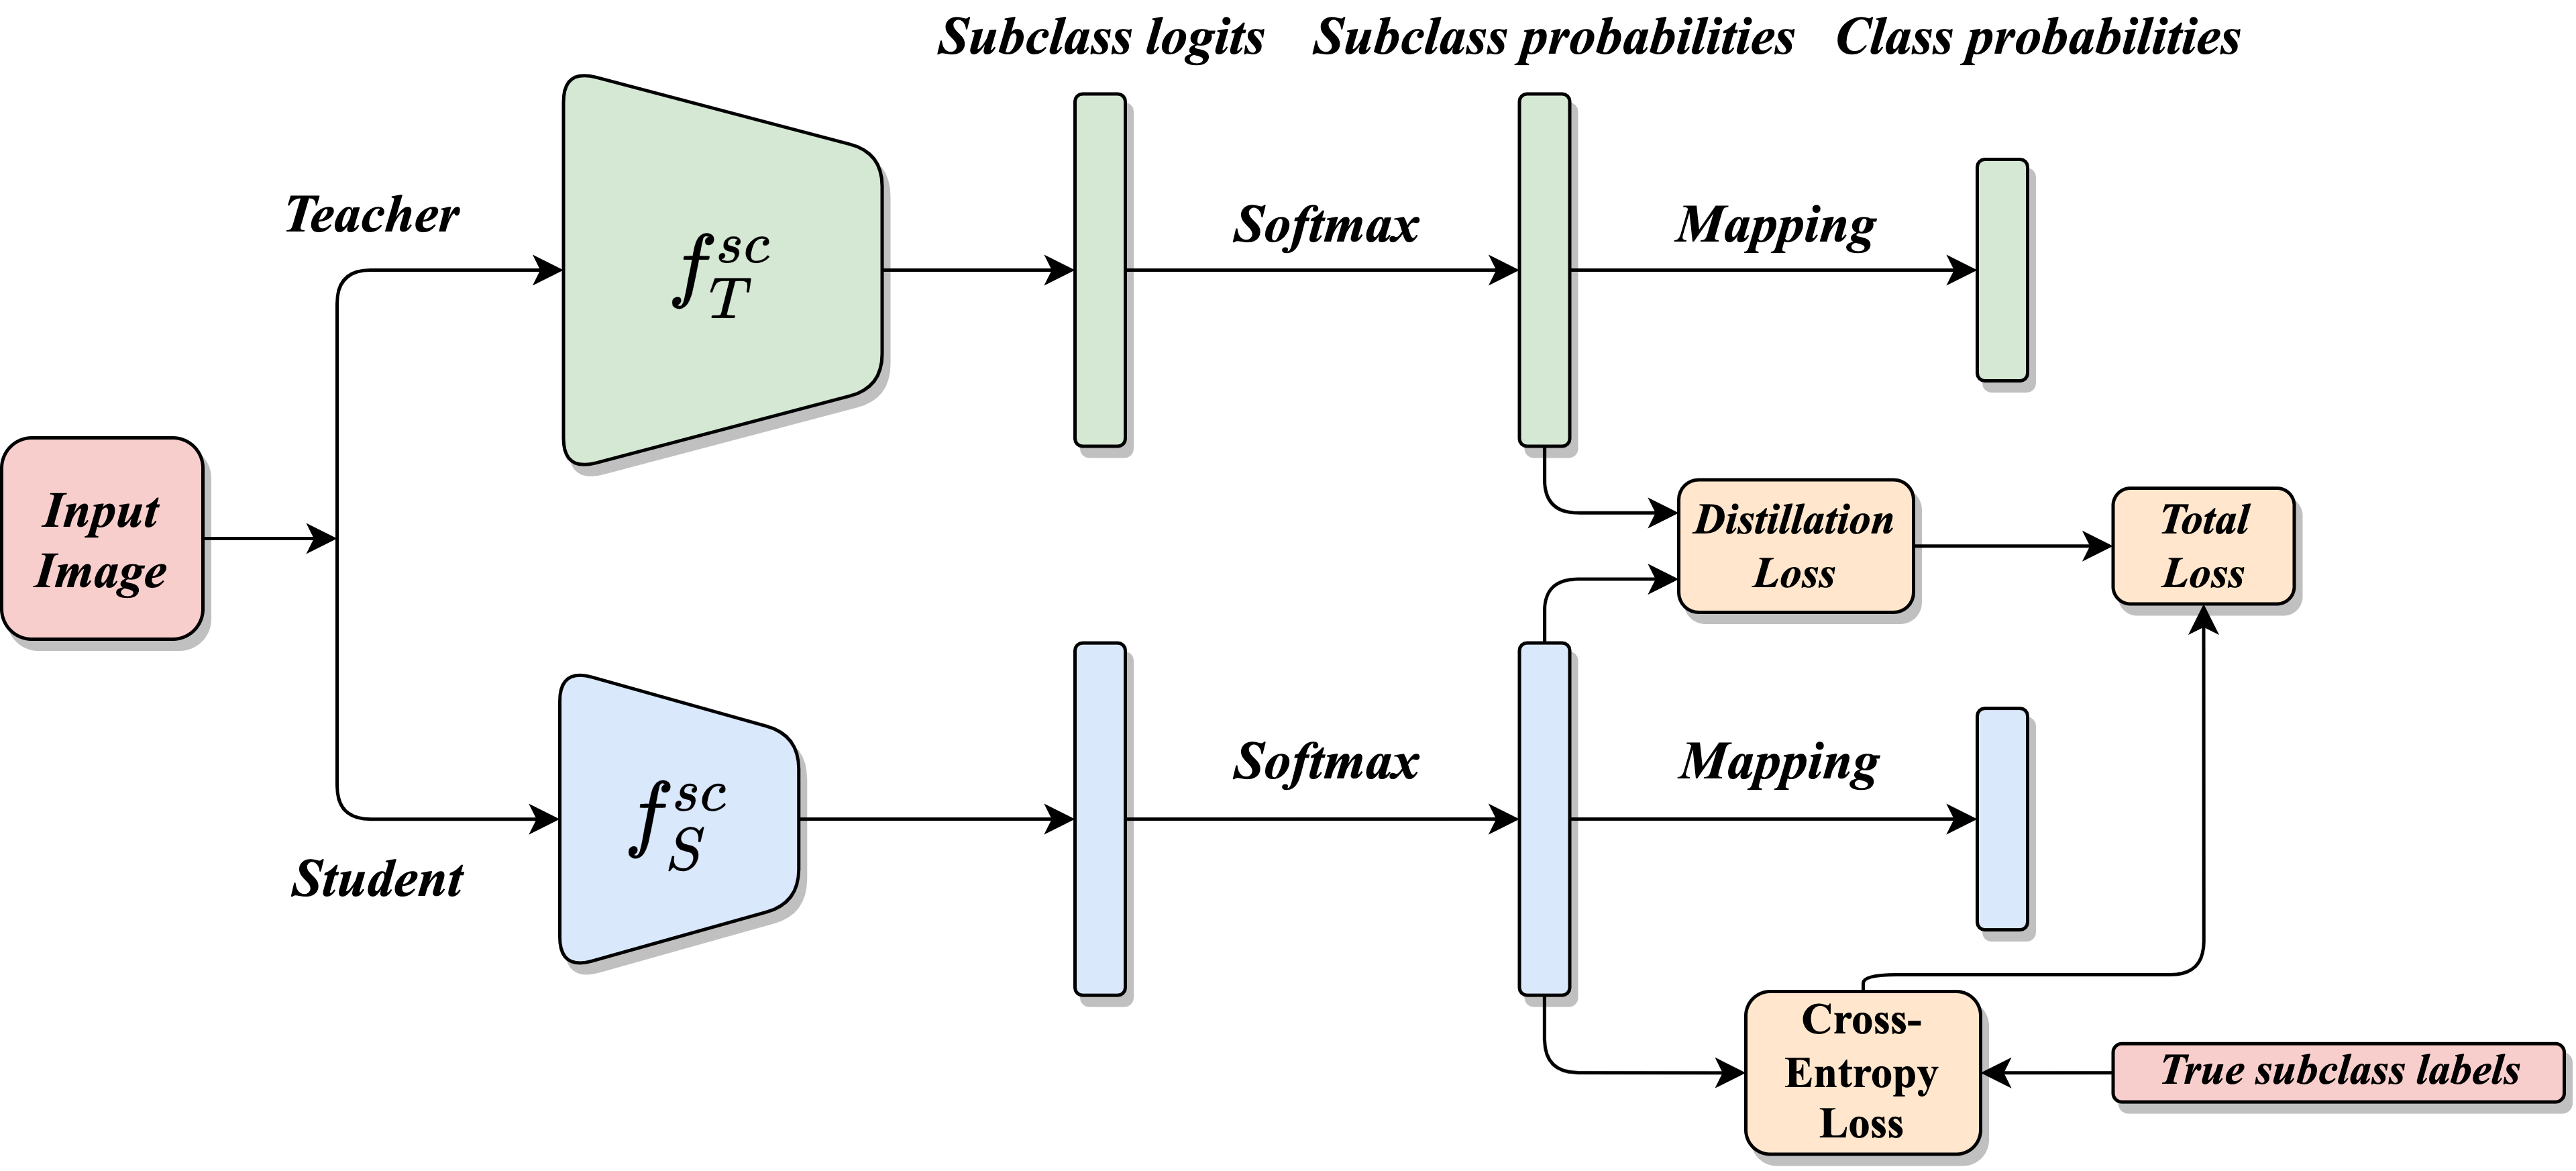 Subclass logits
Subclass probabilities
Class probabilities
Teacher
f_T^{sc}
Softmax
Mapping
Input
Image
Distillation
Loss
Total
Loss
Student
f_S^{sc}
Softmax
Mapping
Cross-
Entropy
Loss
True subclass labels